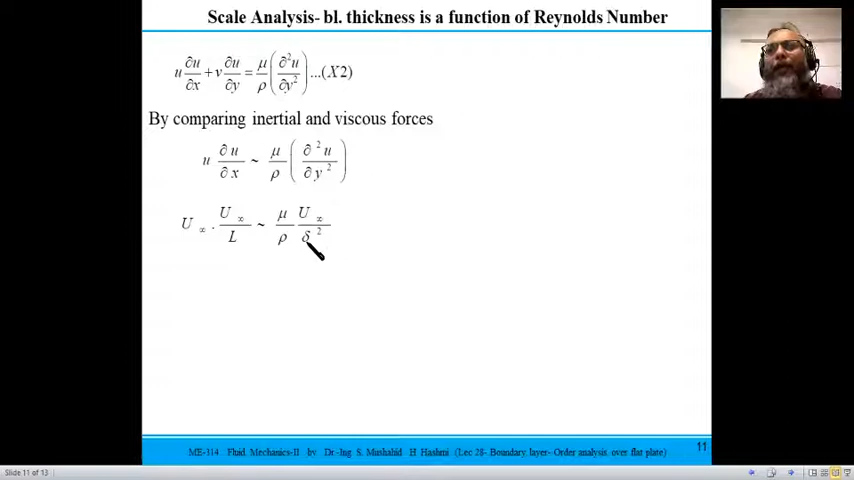 Scale Analysis- bl. thickness is a function of Reynolds Number
u ∂u/∂x + v ∂u/∂y = μ/ρ (∂²u/∂y²) ...(X2)
By comparing inertial and viscous forces
u ∂u/∂x ~ μ/ρ (∂²u/∂y²)
U∞ . U∞/L ~ μ/ρ U∞/δ²
11
ME-314 Fluid Mechanics-II by Dr.-Ing S. Mushahid H Hashmi (Lec 28- Boundary layer- Order analysis over flat plate)
Slide 11 of 13